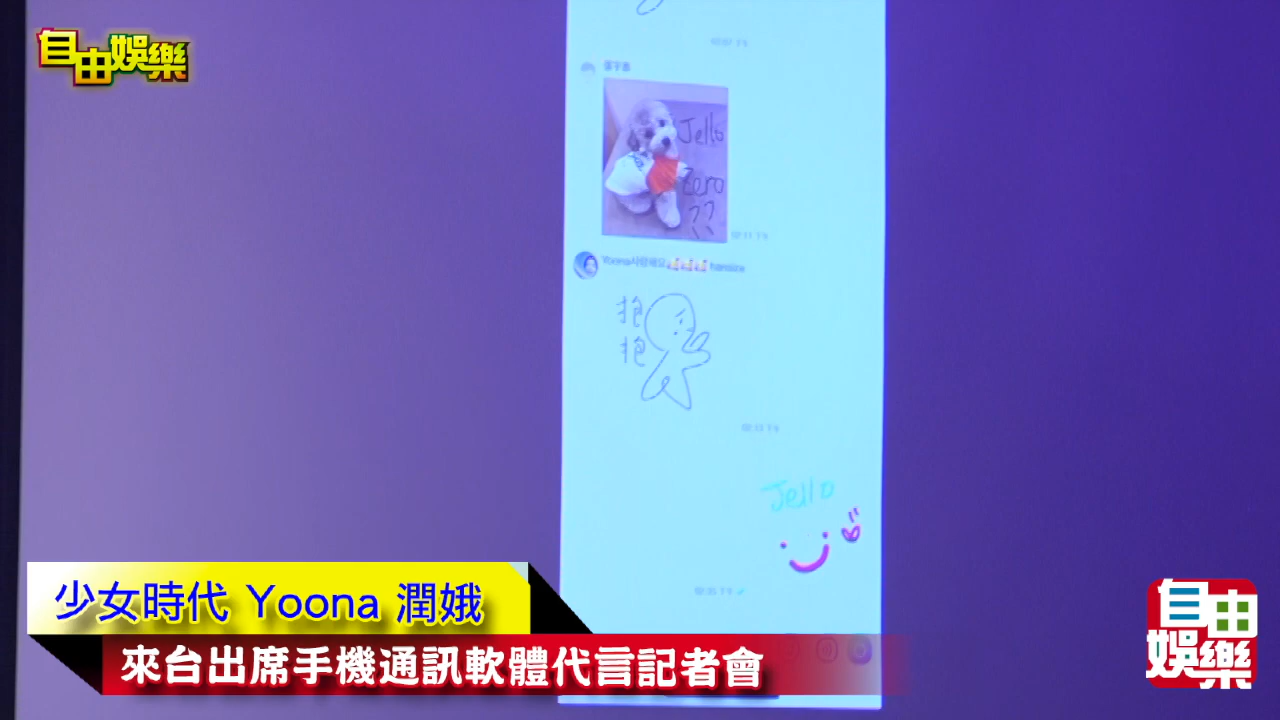 自由娛樂
Jello
Zero
??
抱
抱
Jello
少女時代 Yoona 潤娥
來台出席手機通訊軟體代言記者會
自由
娛樂